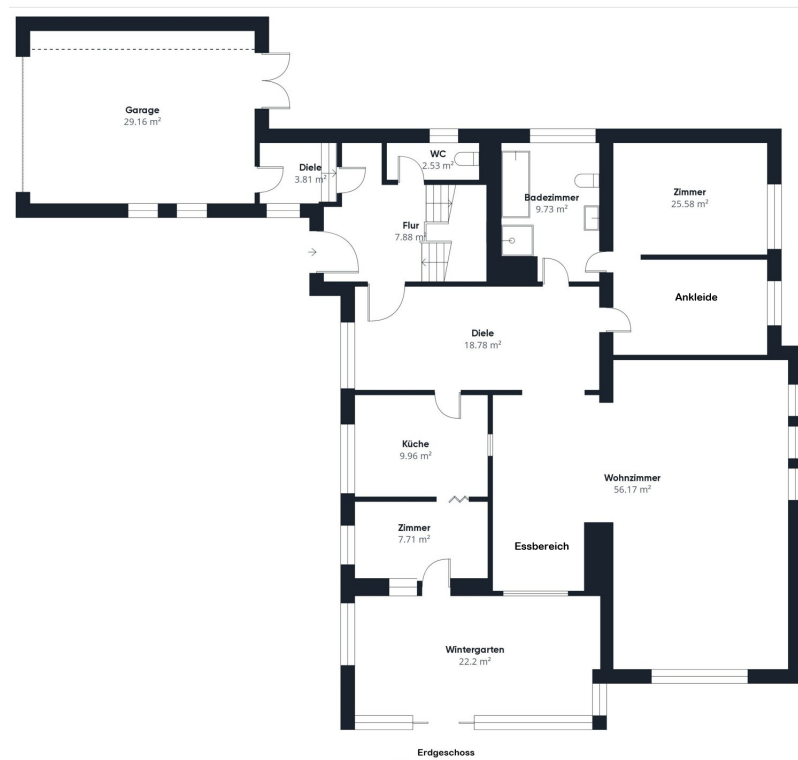 Garage
29.16 m²
WC
2.53 m²
Diele
3.81 m²
Badezimmer
9.73 m²
Zimmer
25.58 m²
Flur
7.88 m²
Ankleide
Diele
18.78 m²
Küche
9.96 m²
Wohnzimmer
56.17 m²
Zimmer
7.71 m²
Essbereich
Wintergarten
22.2 m²
Erdgeschoss